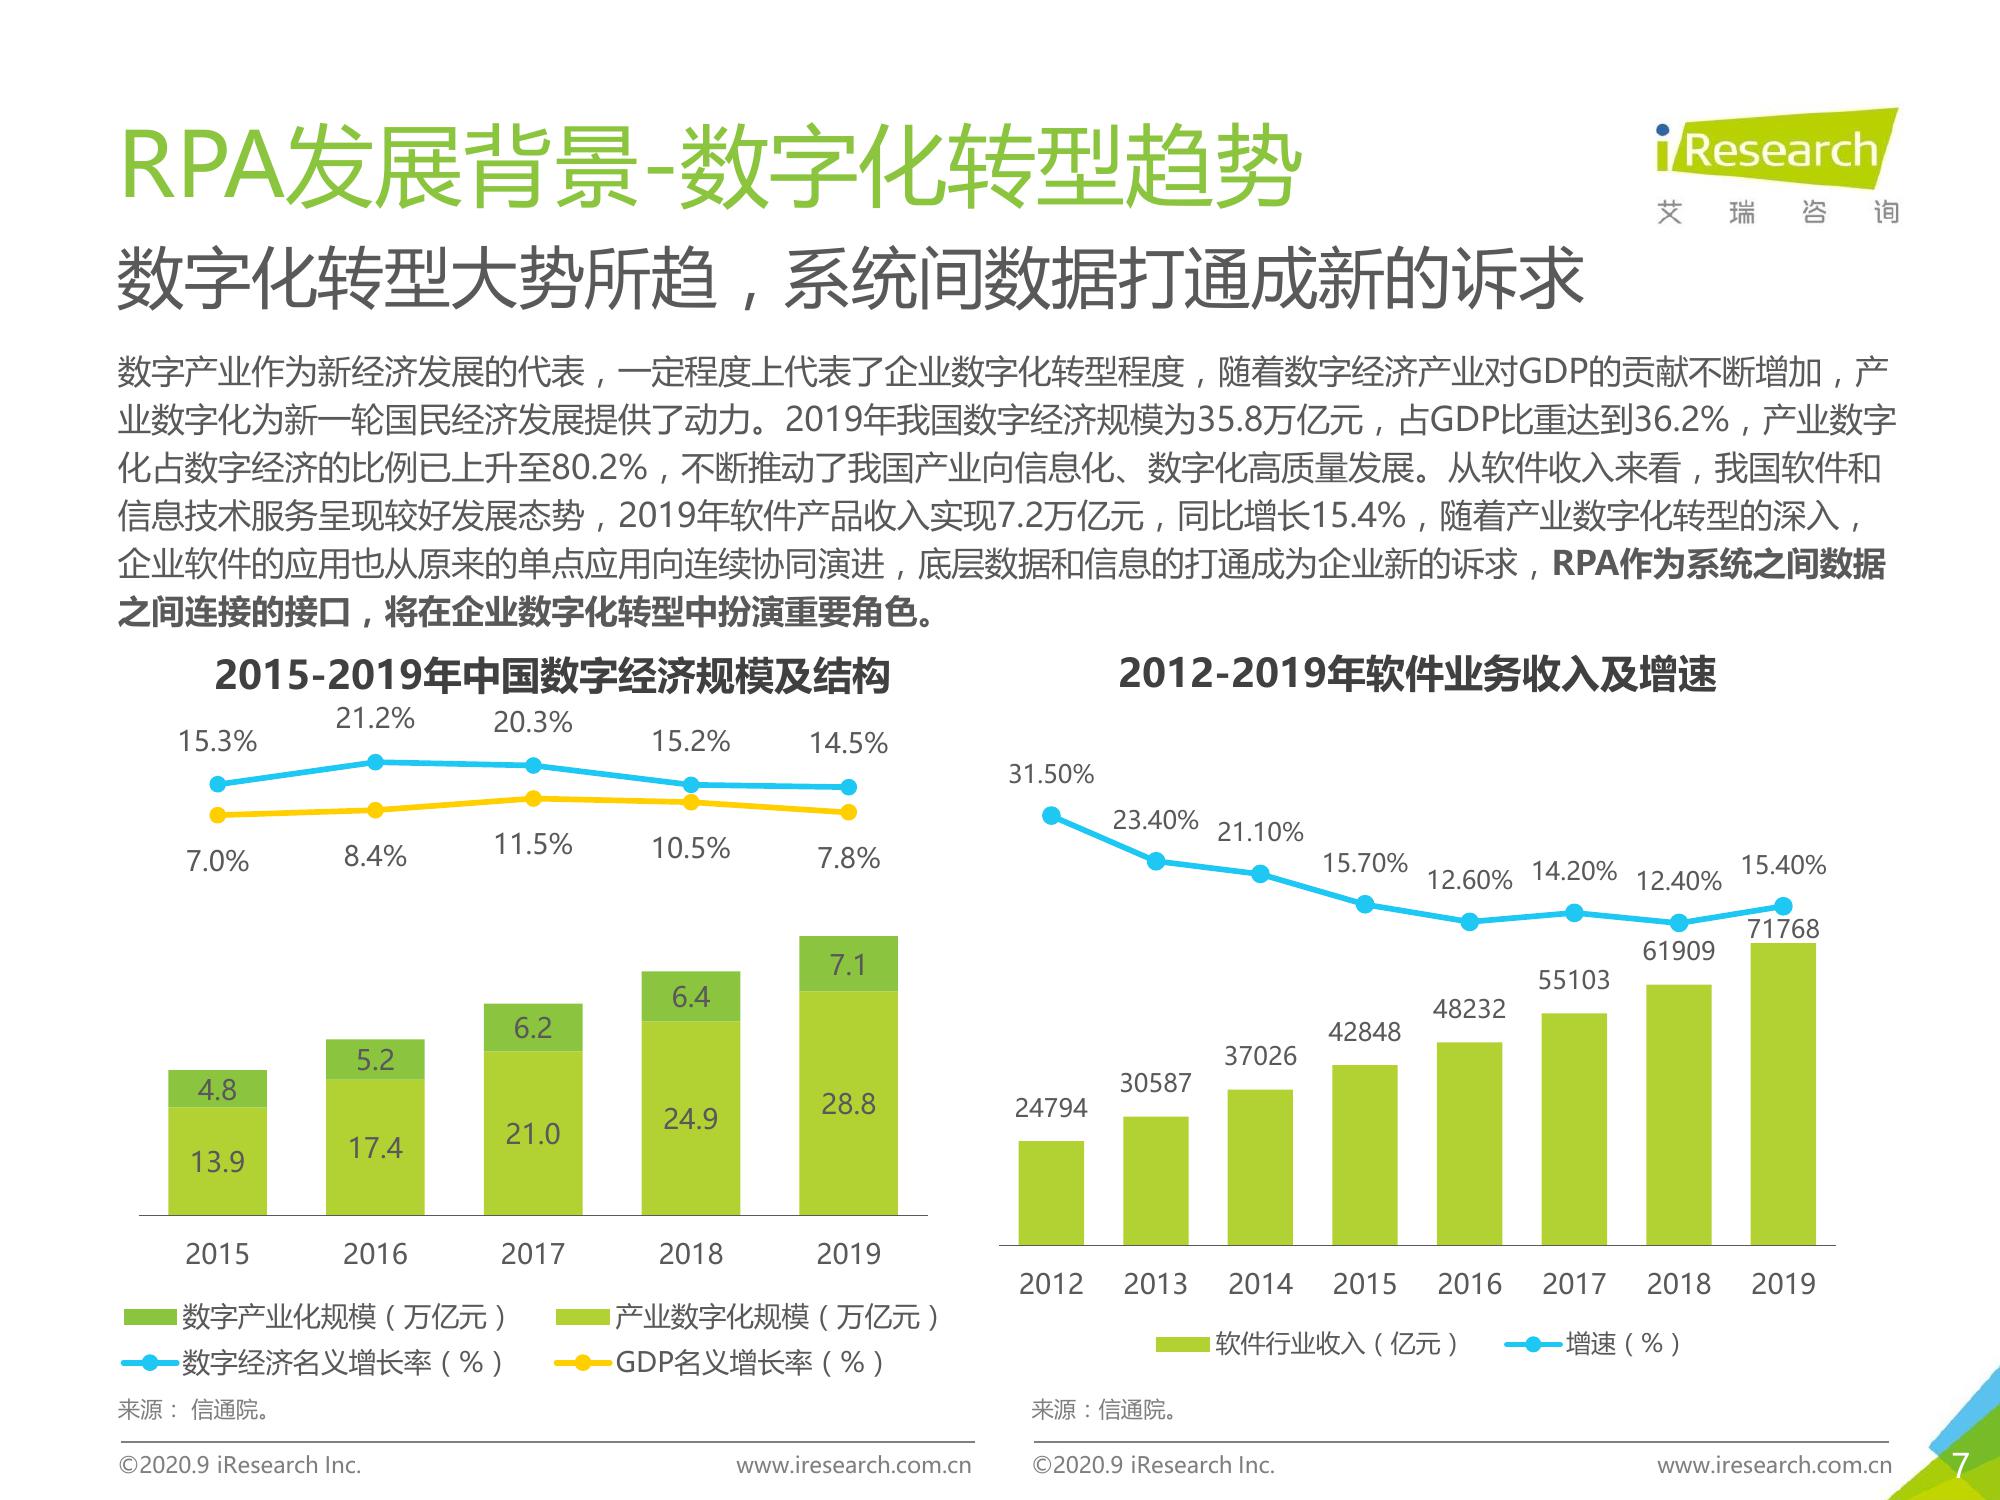 RPA发展背景-数字化转型趋势
iResearch
艾瑞咨询
数字化转型大势所趋，系统间数据打通成新的诉求
数字产业作为新经济发展的代表，一定程度上代表了企业数字化转型程度，随着数字经济产业对GDP的贡献不断增加，产
业数字化为新一轮国民经济发展提供了动力。2019年我国数字经济规模为35.8万亿元，占GDP比重达到36.2%，产业数字
化占数字经济的比例已上升至80.2%，不断推动了我国产业向信息化、数字化高质量发展。从软件收入来看，我国软件和
信息技术服务呈现较好发展态势，2019年软件产品收入实现7.2万亿元，同比增长15.4%，随着产业数字化转型的深入，
企业软件的应用也从原来的单点应用向连续协同演进，底层数据和信息的打通成为企业新的诉求，RPA作为系统之间数据
之间连接的接口，将在企业数字化转型中扮演重要角色。
2015-2019年中国数字经济规模及结构
15.3% 21.2% 20.3% 15.2% 14.5%
7.0% 8.4% 11.5% 10.5% 7.8%
4.8 5.2 6.2 6.4 7.1
13.9 17.4 21.0 24.9 28.8
2015 2016 2017 2018 2019
数字产业化规模（万亿元） 产业数字化规模（万亿元）
数字经济名义增长率（%） GDP名义增长率（%）
来源： 信通院。
2012-2019年软件业务收入及增速
31.50% 23.40% 21.10% 15.70% 12.60% 14.20% 12.40% 15.40%
24794 30587 37026 42848 48232 55103 61909 71768
2012 2013 2014 2015 2016 2017 2018 2019
软件行业收入（亿元） 增速（%）
来源：信通院。
©2020.9 iResearch Inc. www.iresearch.com.cn
©2020.9 iResearch Inc. www.iresearch.com.cn
7